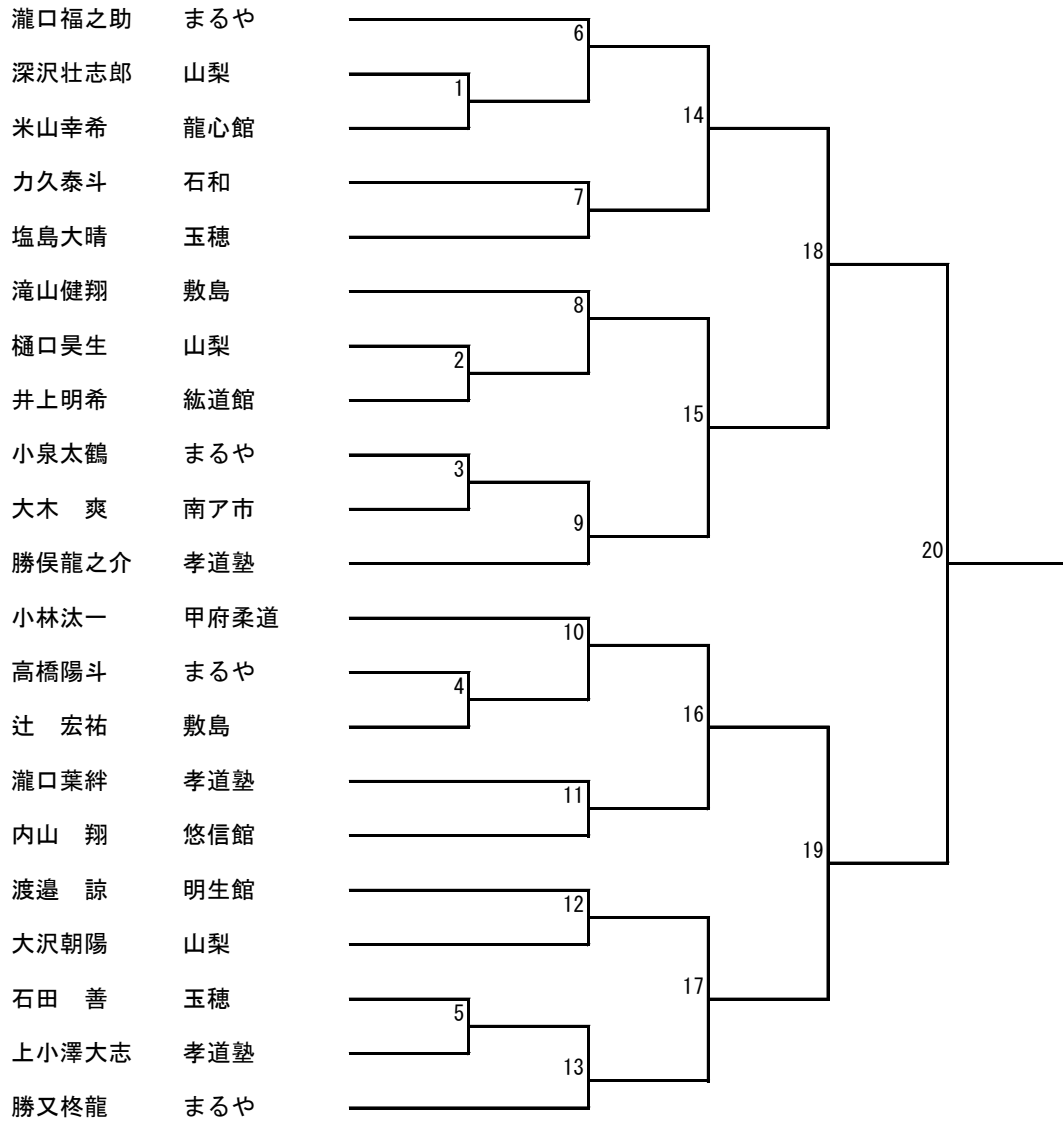 瀧口福之助 まるや
6
深沢壮志郎 山梨
1
14
米山幸希 龍心館
力久泰斗 石和
7
塩島大晴 玉穂
18
滝山健翔 敷島
8
樋口昊生 山梨
2
井上明希 紘道館
15
小泉太鶴 まるや
3
大木 爽 南ア市
9
20
勝俣龍之介 孝道塾
小林汰一 甲府柔道
10
高橋陽斗 まるや
4
16
辻 宏祐 敷島
瀧口葉絆 孝道塾
11
内山 翔 悠信館
19
渡邉 諒 明生館
12
大沢朝陽 山梨
17
石田 善 玉穂
5
上小澤大志 孝道塾
13
勝又柊龍 まるや